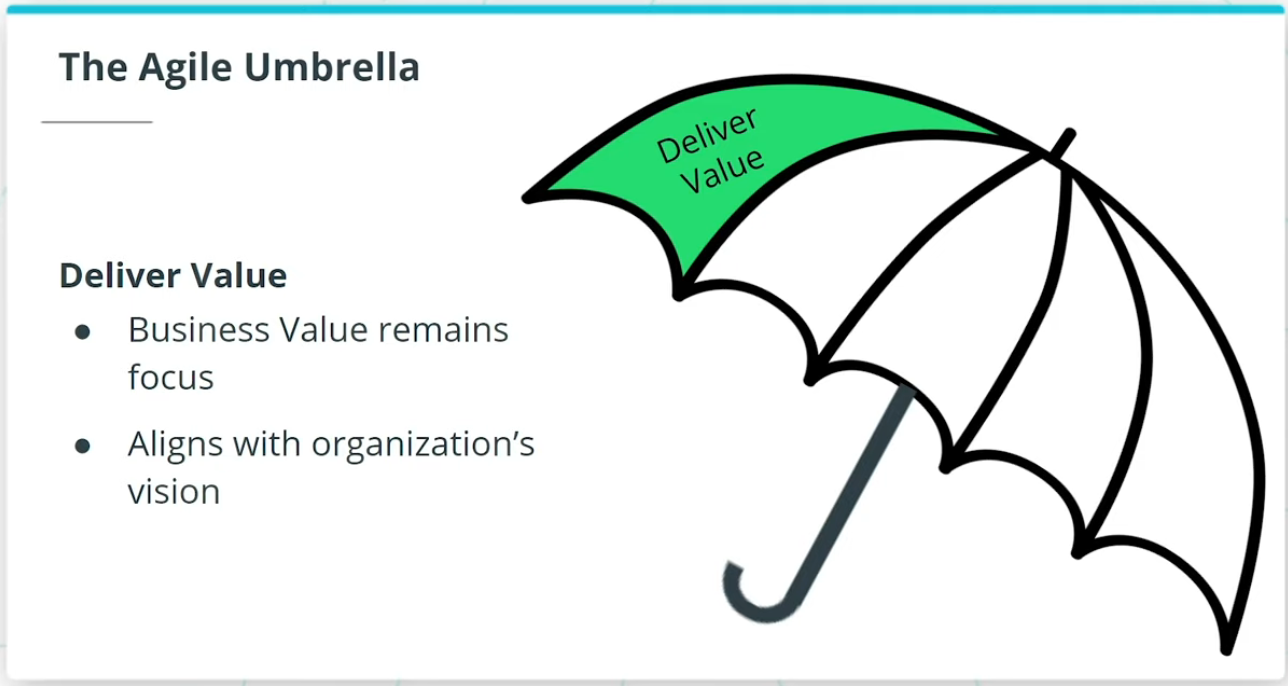 The Agile Umbrella
Deliver
Value
Deliver Value
● Business Value remains
focus
● Aligns with organization’s
vision